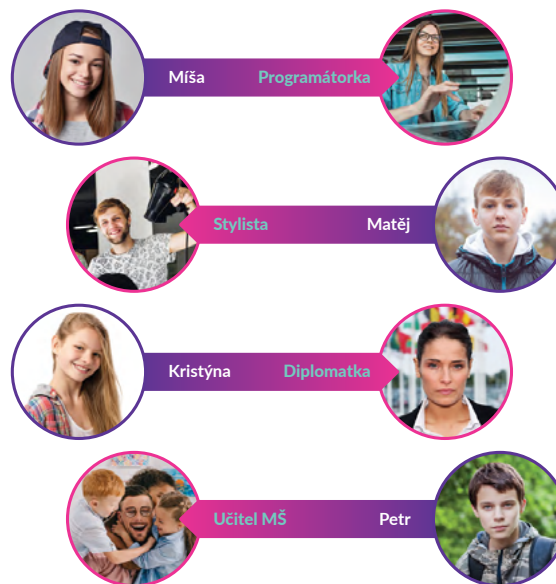 Míša Programátorka
Stylista Matěj
Kristýna Diplomatka
Učitel MŠ Petr